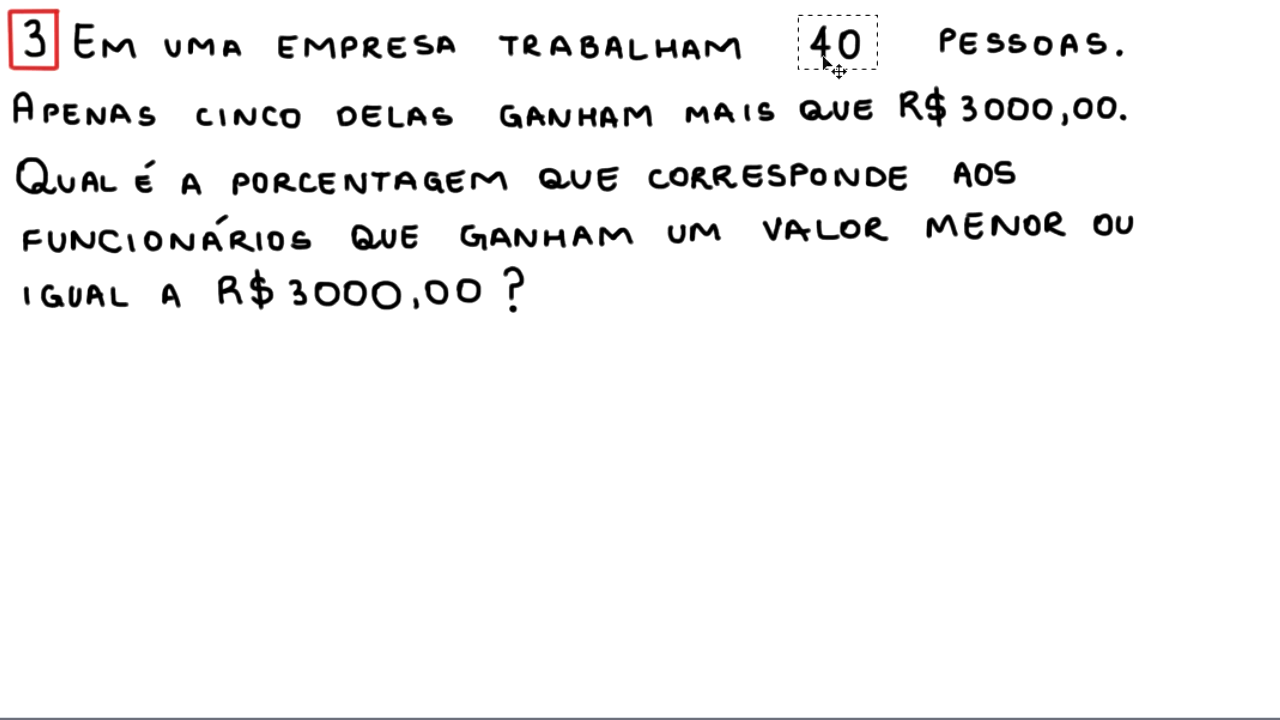 3 EM UMA EMPRESA TRABALHAM 40 PESSOAS.
APENAS CINCO DELAS GANHAM MAIS QUE R$ 3000,00.
QUAL É A PORCENTAGEM QUE CORRESPONDE AOS
FUNCIONÁRIOS QUE GANHAM UM VALOR MENOR OU
IGUAL A R$ 3000,00 ?